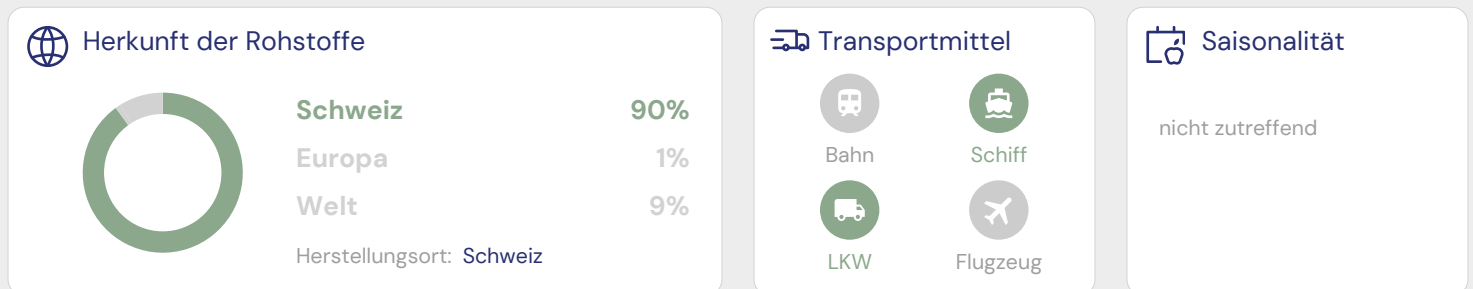 Herkunft der Rohstoffe
Schweiz 90%
Europa 1%
Welt 9%
Herstellungsort: Schweiz
Transportmittel
Bahn Schiff
LKW Flugzeug
Saisonalität
nicht zutreffend